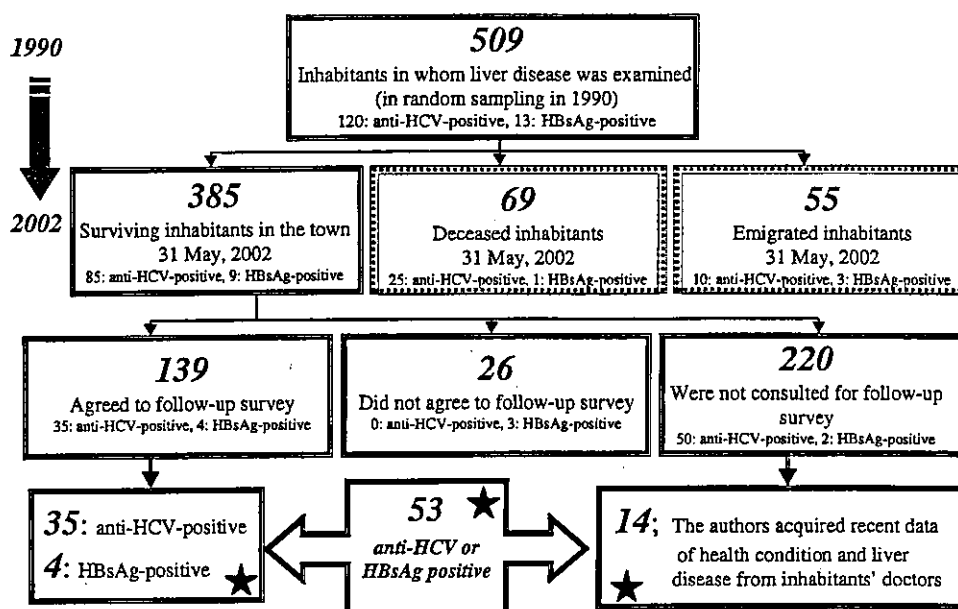 1990
2002
509
Inhabitants in whom liver disease was examined
(in random sampling in 1990)
120: anti-HCV-positive, 13: HBsAg-positive
385
Surviving inhabitants in the town
31 May, 2002
85: anti-HCV-positive, 9: HBsAg-positive
69
Deceased inhabitants
31 May, 2002
25: anti-HCV-positive, 1: HBsAg-positive
55
Emigrated inhabitants
31 May, 2002
10: anti-HCV-positive, 3: HBsAg-positive
139
Agreed to follow-up survey
35: anti-HCV-positive, 4: HBsAg-positive
26
Did not agree to follow-up survey
0: anti-HCV-positive, 3: HBsAg-positive
220
Were not consulted for follow-up
survey
50: anti-HCV-positive, 2: HBsAg-positive
35: anti-HCV-positive
4: HBsAg-positive
53
anti-HCV or
HBsAg positive
14; The authors acquired recent data
of health condition and liver
disease from inhabitants' doctors